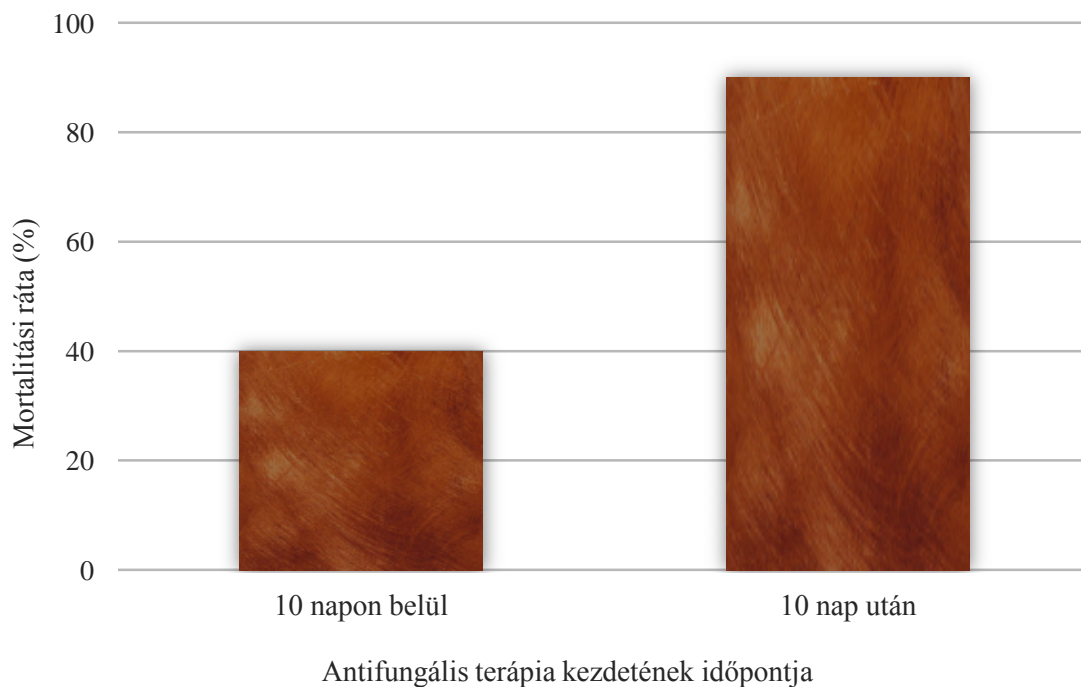 Mortalitási ráta (%)
100
80
60
40
20
0
10 napon belül
10 nap után
Antifungális terápia kezdetének időpontja